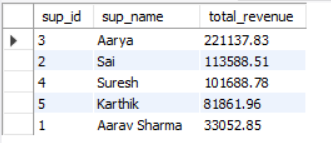 sup_id sup_name total_revenue
3 Aarya 221137.83
2 Sai 113588.51
4 Suresh 101688.78
5 Karthik 81861.96
1 Aarav Sharma 33052.85